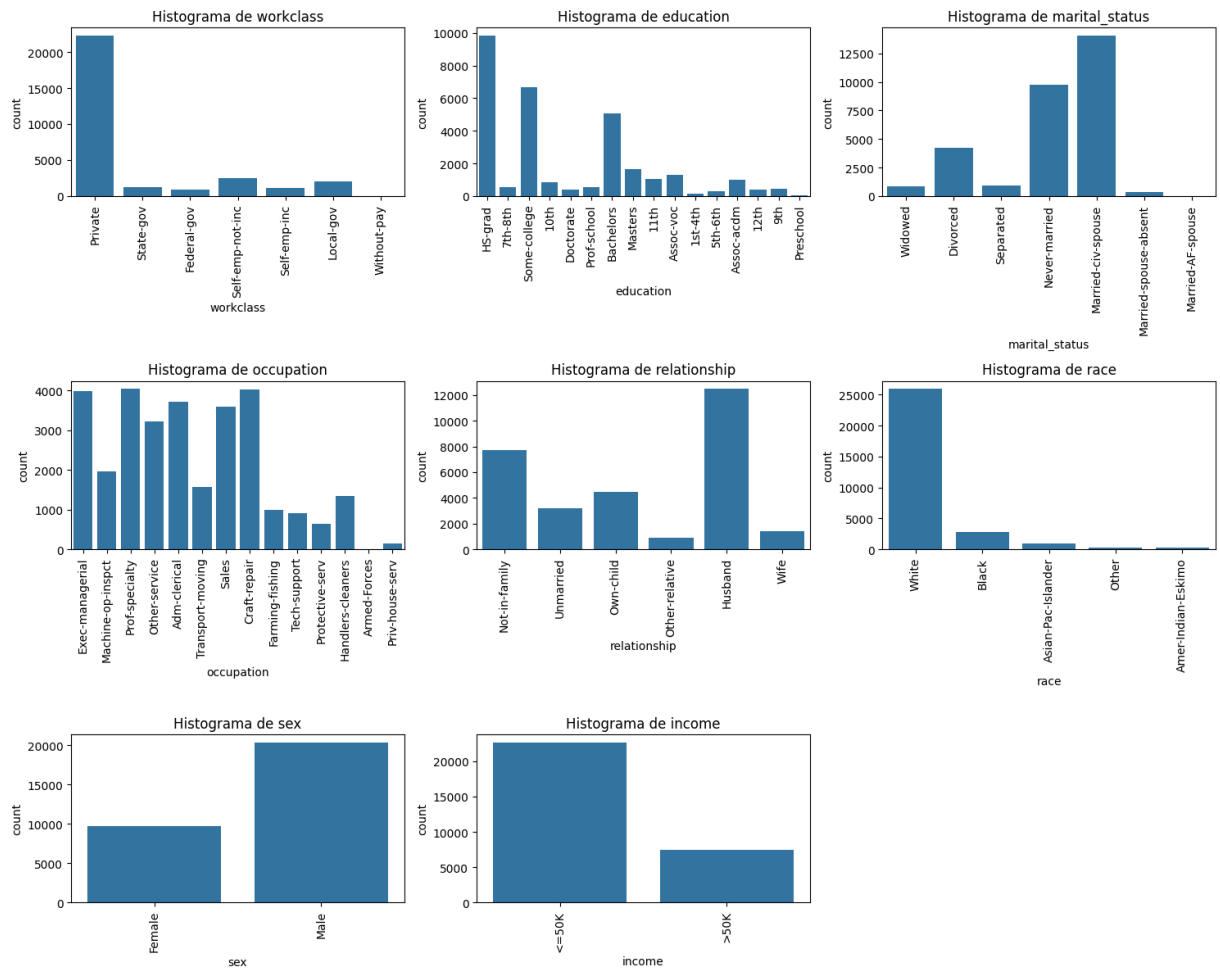 Histograma de workclass
count
20000
15000
10000
5000
0
Private
State-gov
Federal-gov
Self-emp-not-inc
Self-emp-inc
Local-gov
Without-pay
workclass
Histograma de education
count
10000
8000
6000
4000
2000
0
HS-grad
7th-8th
Some-college
10th
Doctorate
Prof-school
Bachelors
Masters
11th
Assoc-voc
1st-4th
5th-6th
Assoc-acdm
12th
9th
Preschool
education
Histograma de marital_status
count
12500
10000
7500
5000
2500
0
Widowed
Divorced
Separated
Never-married
Married-civ-spouse
Married-spouse-absent
Married-AF-spouse
marital_status
Histograma de occupation
count
4000
3000
2000
1000
0
Exec-managerial
Machine-op-inspct
Prof-specialty
Other-service
Adm-clerical
Transport-moving
Sales
Craft-repair
Farming-fishing
Tech-support
Protective-serv
Handlers-cleaners
Armed-Forces
Priv-house-serv
occupation
Histograma de relationship
count
12000
10000
8000
6000
4000
2000
0
Not-in-family
Unmarried
Own-child
Other-relative
Husband
Wife
relationship
Histograma de race
count
25000
20000
15000
10000
5000
0
White
Black
Asian-Pac-Islander
Other
Amer-Indian-Eskimo
race
Histograma de sex
count
20000
15000
10000
5000
0
Female
Male
sex
Histograma de income
count
20000
15000
10000
5000
0
<=50K
>50K
income